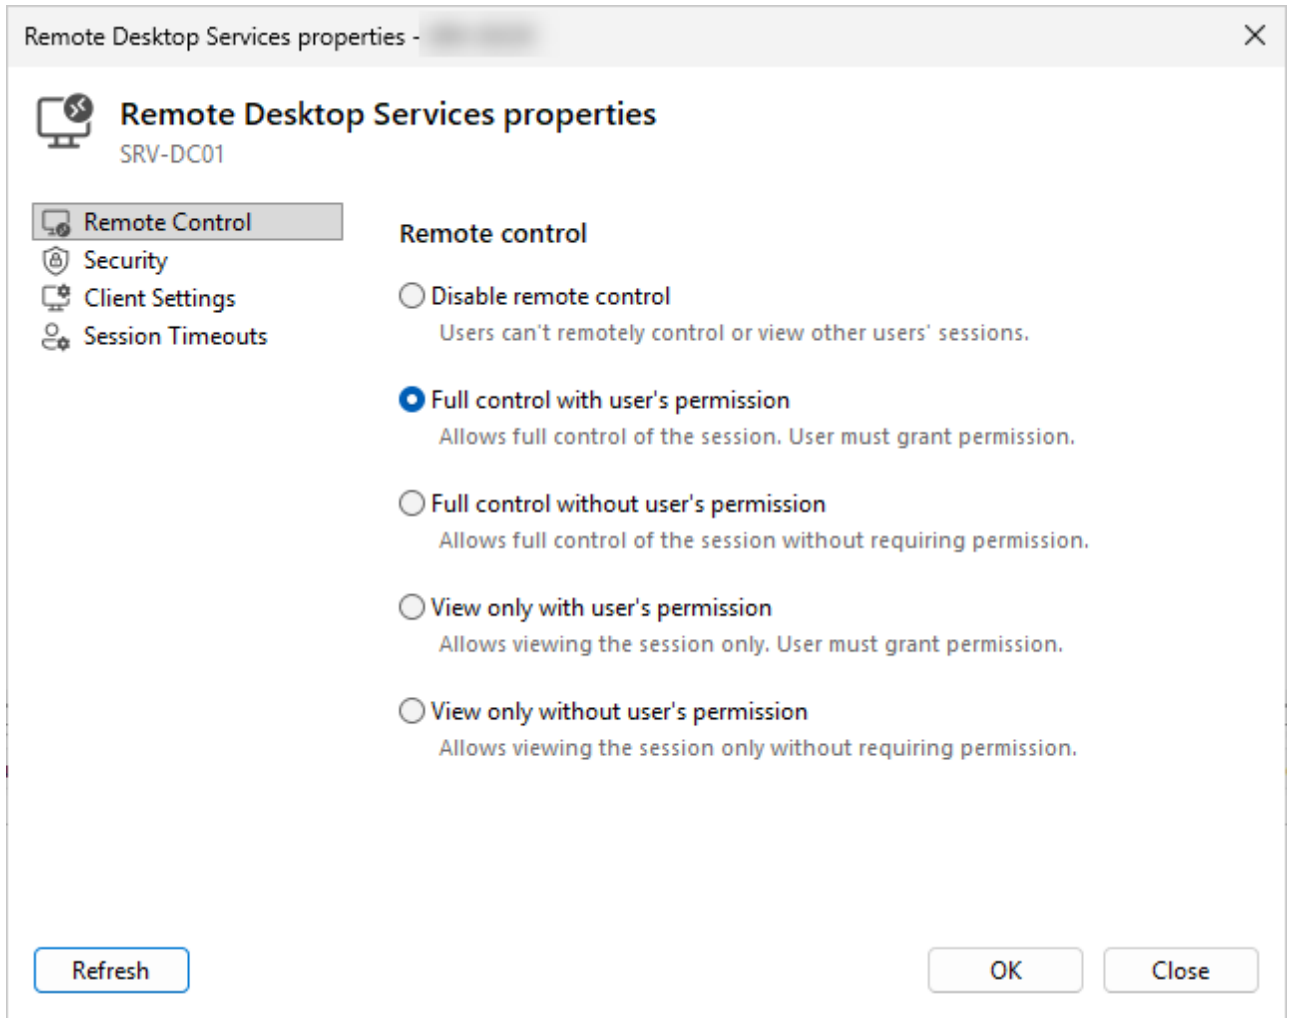 Remote Desktop Services properties -
Remote Desktop Services properties
SRV-DC01
Remote Control
Security
Client Settings
Session Timeouts
Remote control
Disable remote control
Users can't remotely control or view other users' sessions.
Full control with user's permission
Allows full control of the session. User must grant permission.
Full control without user's permission
Allows full control of the session without requiring permission.
View only with user's permission
Allows viewing the session only. User must grant permission.
View only without user's permission
Allows viewing the session only without requiring permission.
Refresh
OK
Close